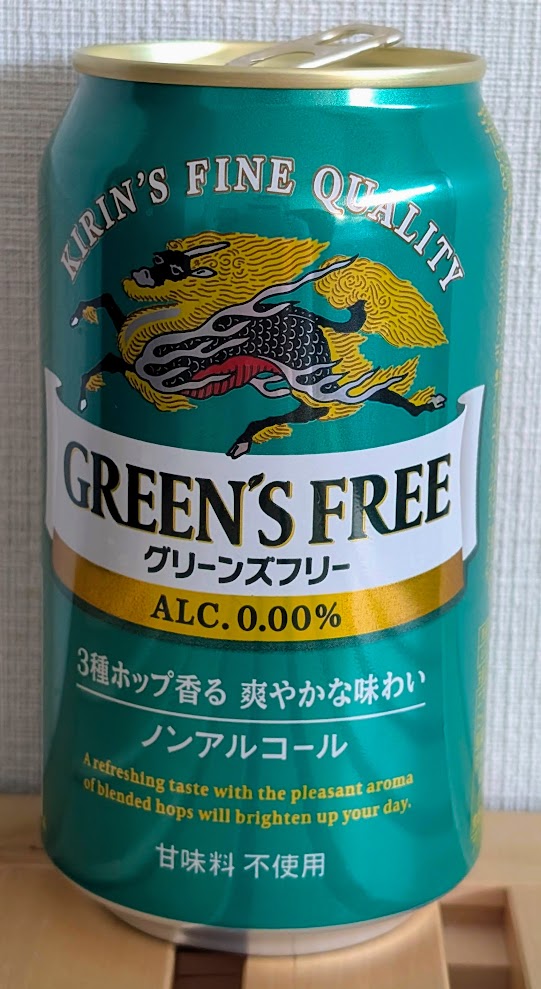 KIRIN'S FINE QUALITY
GREEN'S FREE
グリーンズフリー
ALC. 0.00%
3種ホップ香る 爽やかな味わい
ノンアルコール
A refreshing taste with the pleasant aroma
of blended hops will brighten up your day.
甘味料 不使用